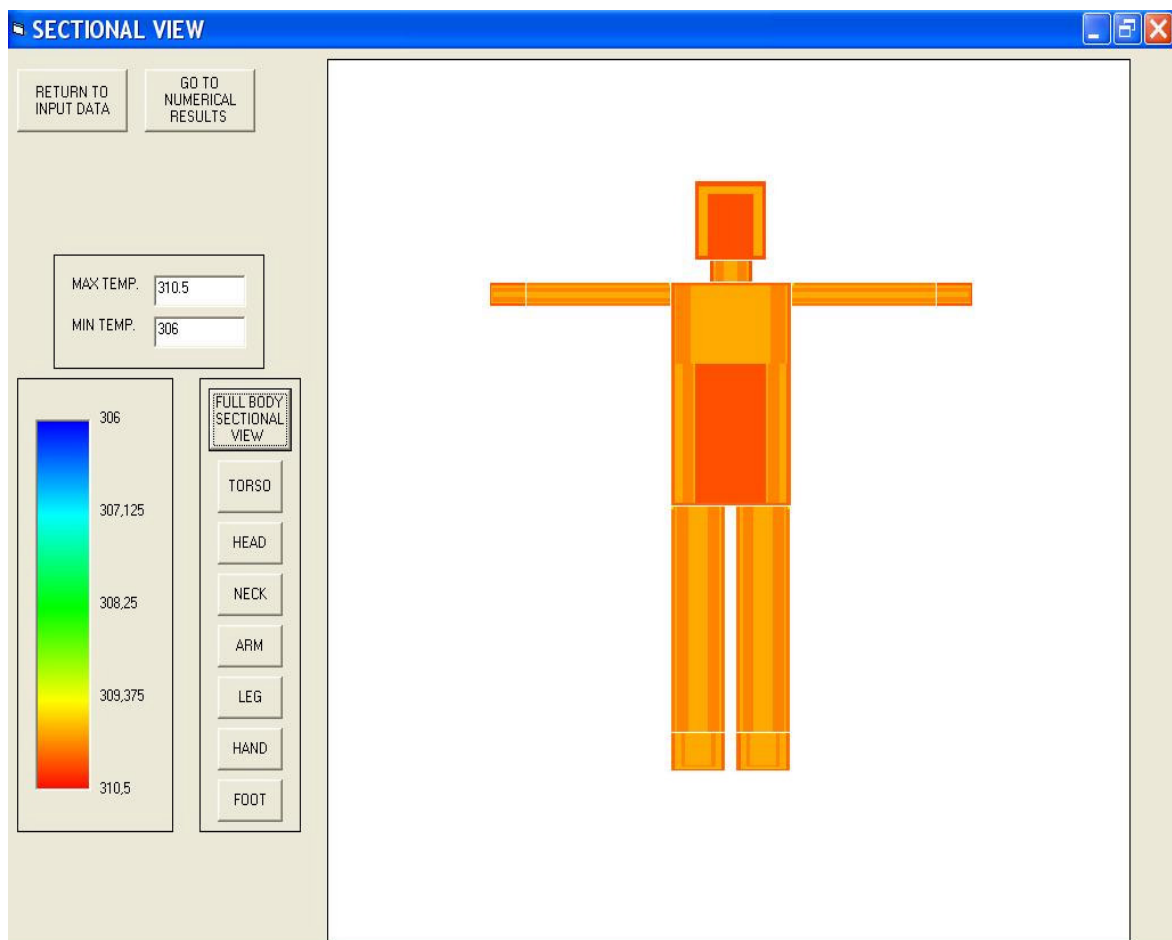 SECTIONAL VIEW
RETURN TO
INPUT DATA
GO TO
NUMERICAL
RESULTS
MAX TEMP.
310.5
MIN TEMP.
306
306
307,125
308,25
309,375
310,5
FULL BODY
SECTIONAL
VIEW
TORSO
HEAD
NECK
ARM
LEG
HAND
FOOT